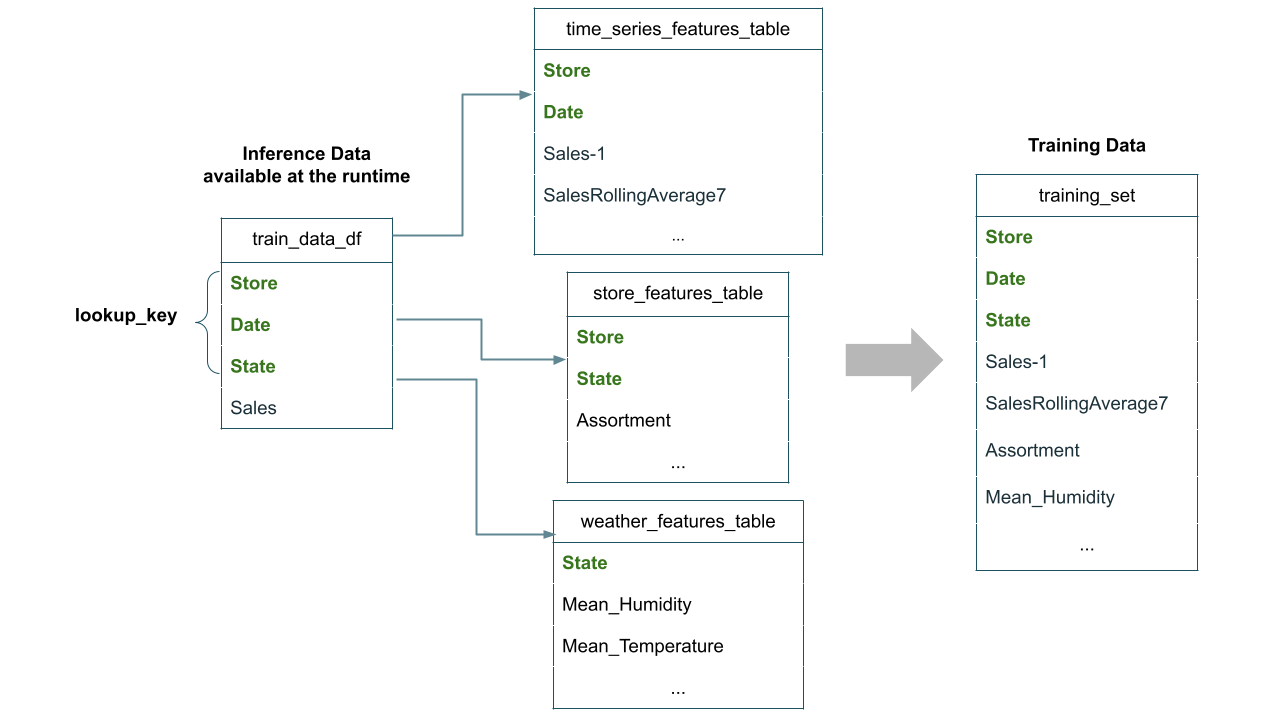 Inference Data
available at the runtime
lookup_key
train_data_df
Store
Date
State
Sales
time_series_features_table
Store
Date
Sales-1
SalesRollingAverage7
...
store_features_table
Store
State
Assortment
...
weather_features_table
State
Mean_Humidity
Mean_Temperature
...
Training Data
training_set
Store
Date
State
Sales-1
SalesRollingAverage7
Assortment
Mean_Humidity
...